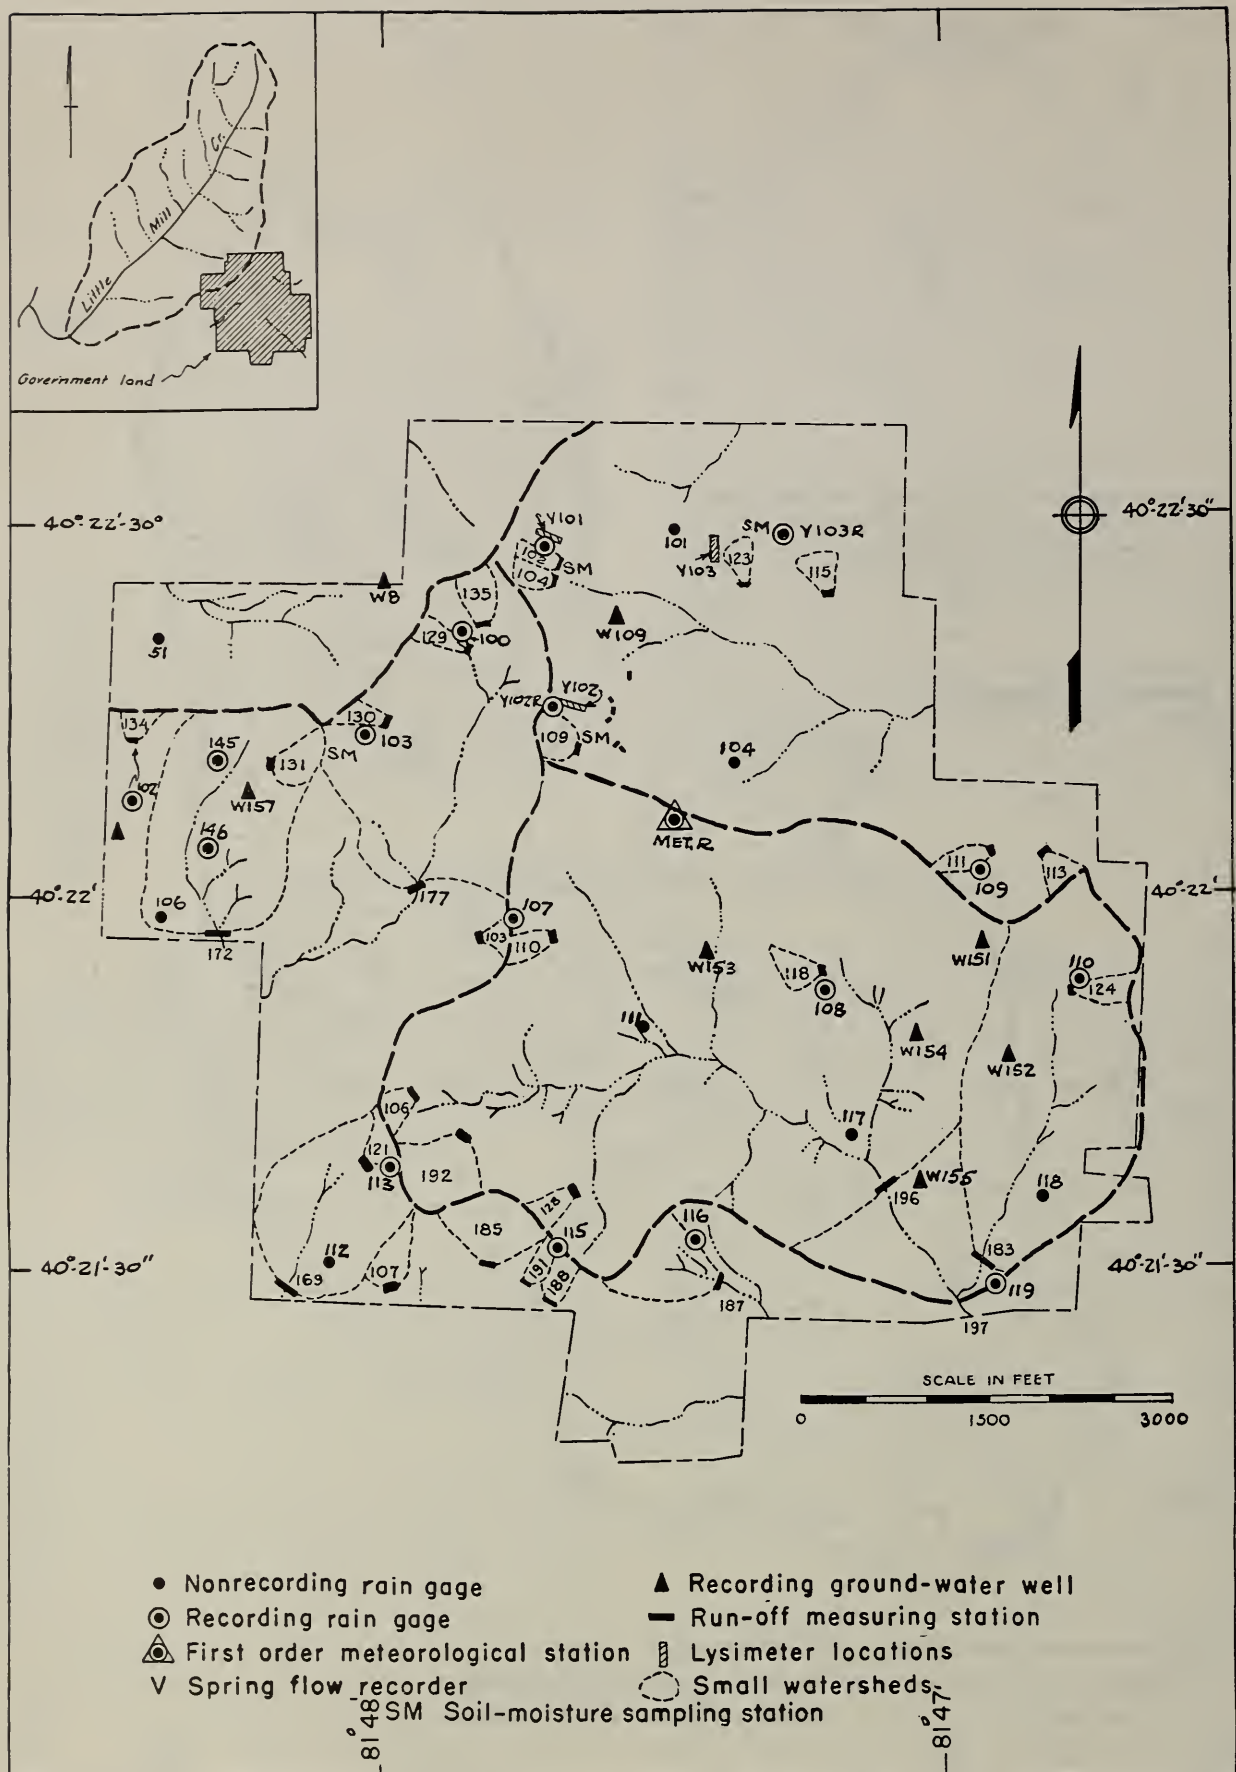 Little Mill Cr.
Government land
40°-22'-30°
40°-22'-30"
Y101
102
SM
104
101
Y103
123
SM
Y103R
115
W8
135
129
100
W109
51
Y102R
Y102
109
SM
134
130
103
145
131
SM
104
102
W157
MET,R
146
111
109
113
40°-22'
40°-22'
106
177
107
172
103
110
W153
W151
118
108
110
124
111
W154
W152
106
117
121
113
192
W155
196
118
128
185
115
116
112
183
40°-21'-30"
40°-21'-30"
169
107
191
188
187
119
197
SCALE IN FEET
0 1500 3000
Nonrecording rain gage
Recording rain gage
First order meteorological station
V Spring flow recorder
Recording ground-water well
Run-off measuring station
Lysimeter locations
Small watersheds
SM Soil-moisture sampling station
81° 48'
81° 47'